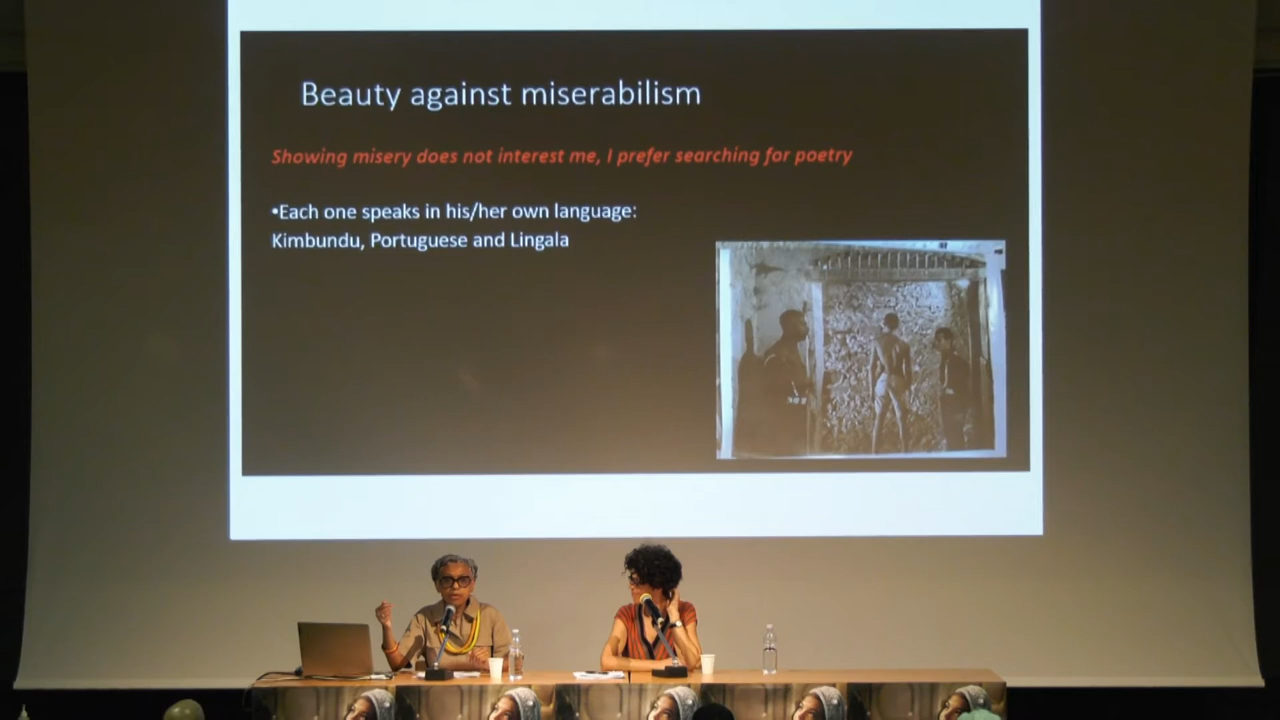 Beauty against miserabilism
Showing misery does not interest me, I prefer searching for poetry
•Each one speaks in his/her own language:
Kimbundu, Portuguese and Lingala